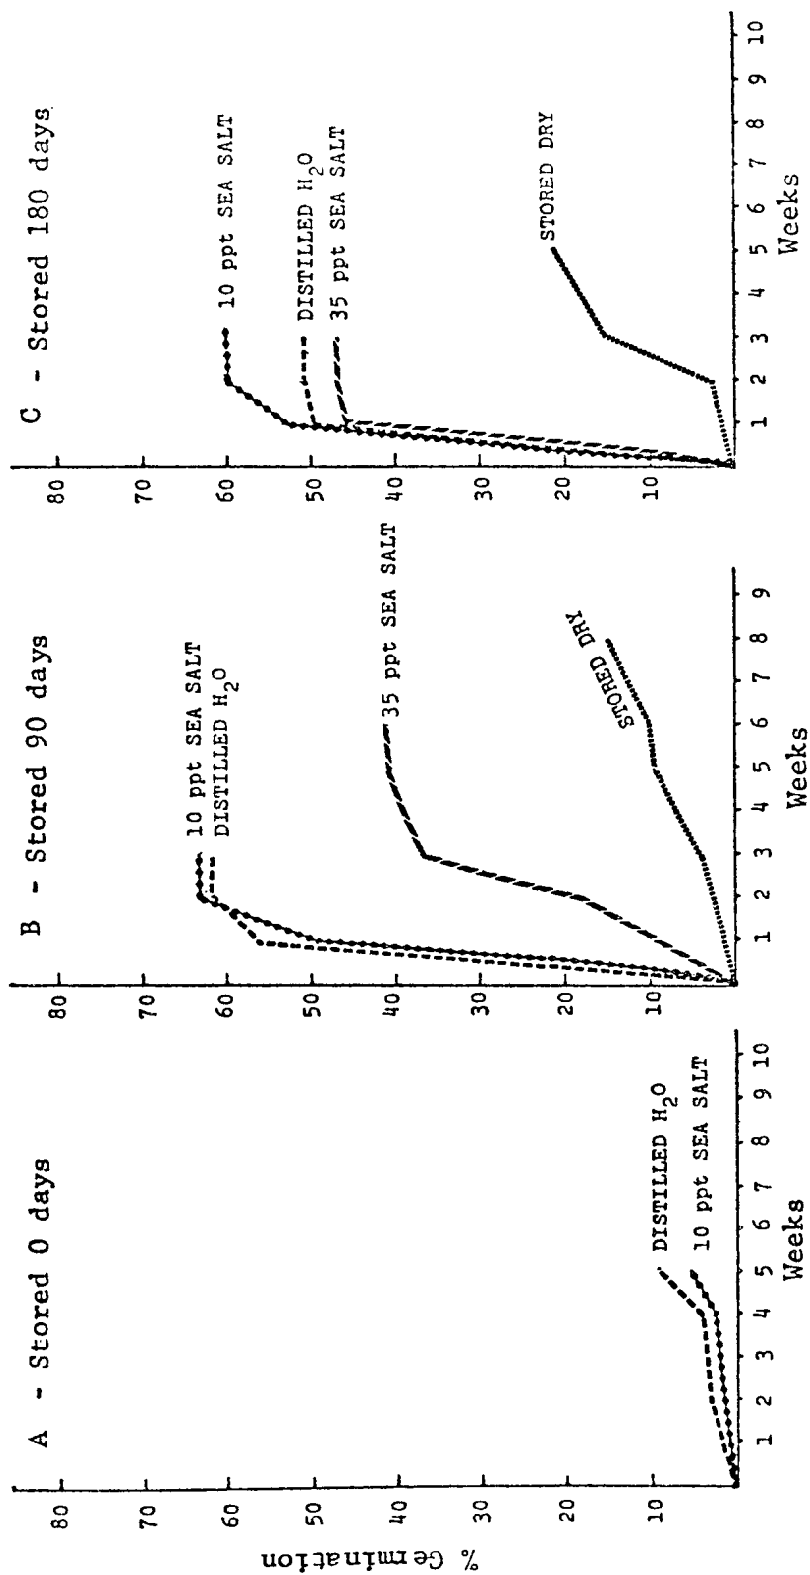 A - Stored 0 days
80
70
60
50
40
30
20
10
% Germination
DISTILLED H2O
10 ppt SEA SALT
1 2 3 4 5 6 7 8 9 10
Weeks
B - Stored 90 days
80
70
60
50
40
30
20
10
10 ppt SEA SALT
DISTILLED H2O
35 ppt SEA SALT
STORED DRY
1 2 3 4 5 6 7 8 9
Weeks
C - Stored 180 days
80
70
60
50
40
30
20
10
10 ppt SEA SALT
DISTILLED H2O
35 ppt SEA SALT
STORED DRY
1 2 3 4 5 6 7 8 9 10
Weeks